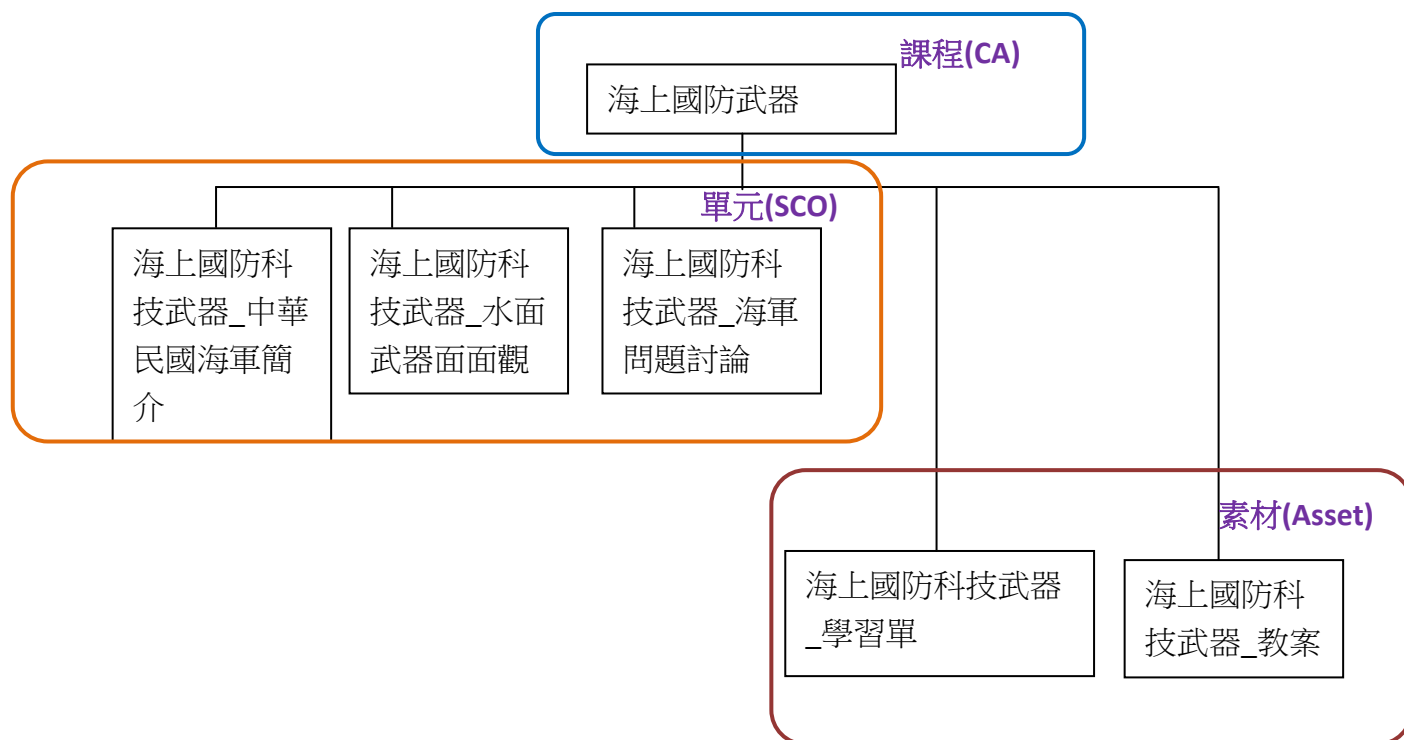 課程(CA)
海上國防武器
單元(SCO)
海上國防科
技武器_中華
民國海軍簡
介
海上國防科
技武器_水面
武器面面觀
海上國防科
技武器_海軍
問題討論
素材(Asset)
海上國防科技武器
_學習單
海上國防科
技武器_教案